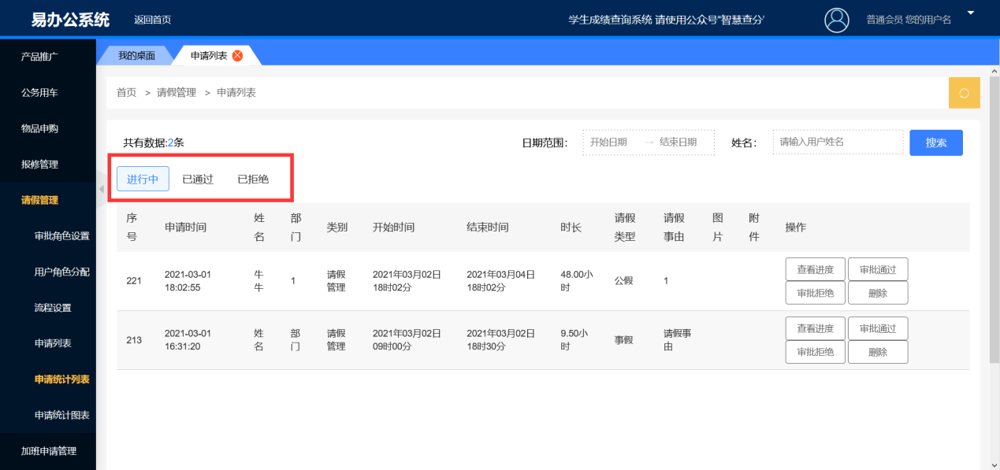 易办公系统 返回首页 学生成绩查询系统 请使用公众号“智慧查分’ 普通会员 您的用户名
产品推广
公务用车
物品申购
报修管理
请假管理
审批角色设置
用户角色分配
流程设置
申请列表
申请统计列表
申请统计图表
加班申请管理
我的桌面 申请列表
首页 > 请假管理 > 申请列表
共有数据:2条 日期范围: 开始日期 → 结束日期 姓名: 请输入用户姓名 搜索
进行中 已通过 已拒绝
序号 申请时间 姓名 部门 类别 开始时间 结束时间 时长 请假类型 请假事由 图片 附件 操作
221 2021-03-01 18:02:55 牛牛 1 请假管理 2021年03月02日18时02分 2021年03月04日18时02分 48.00小时 公假 1 查看进度 审批通过 审批拒绝 删除
213 2021-03-01 16:31:20 姓名 部门 请假管理 2021年03月02日09时00分 2021年03月02日18时30分 9.50小时 事假 请假事由 查看进度 审批通过 审批拒绝 删除